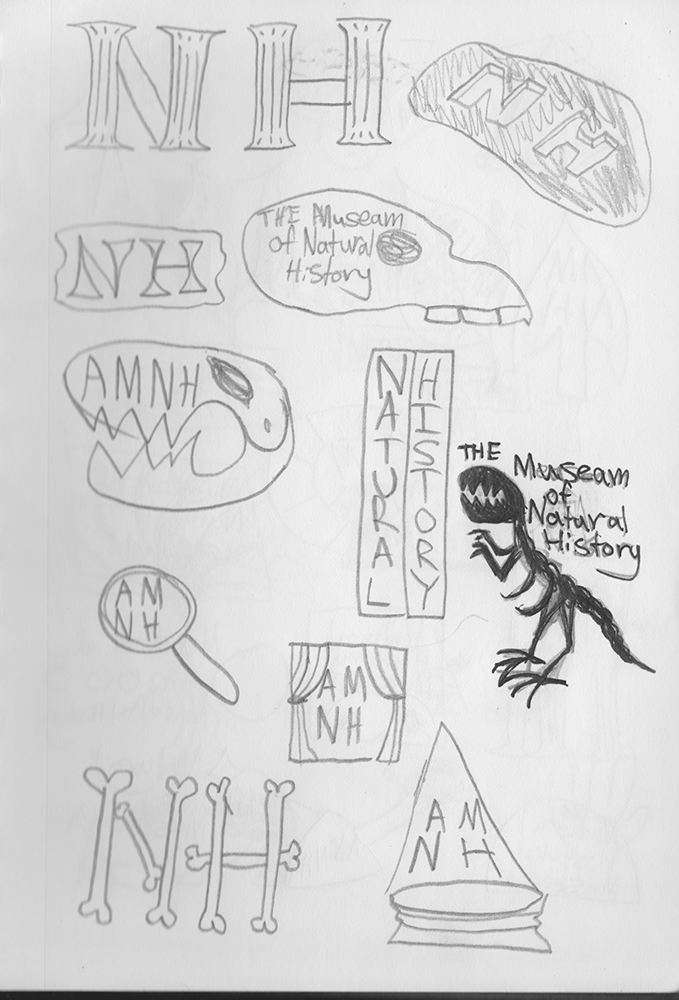 NH
NH
NH
THE Museam
of Natural
History
AMNH
NATURAL
HISTORY
THE Museam
of
Natural
History
AM
NH
AM
NH
NH
AM
NH